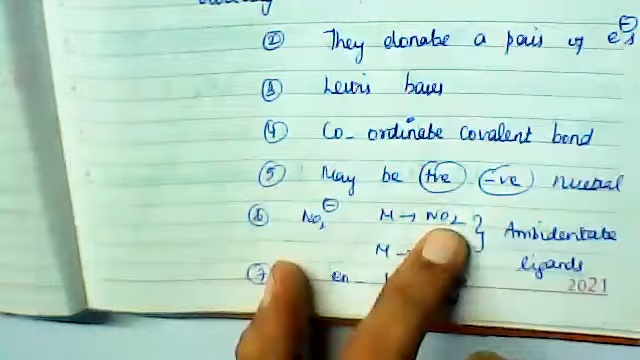 ② They donate a pair of e⊖s
③ Lewis bases
④ Co-ordinate covalent bond
⑤ May be +ve -ve nuetral
⑥ NO₂⊖ M → NO₂ } Ambidentate
M → ligands
⑦ en
2021